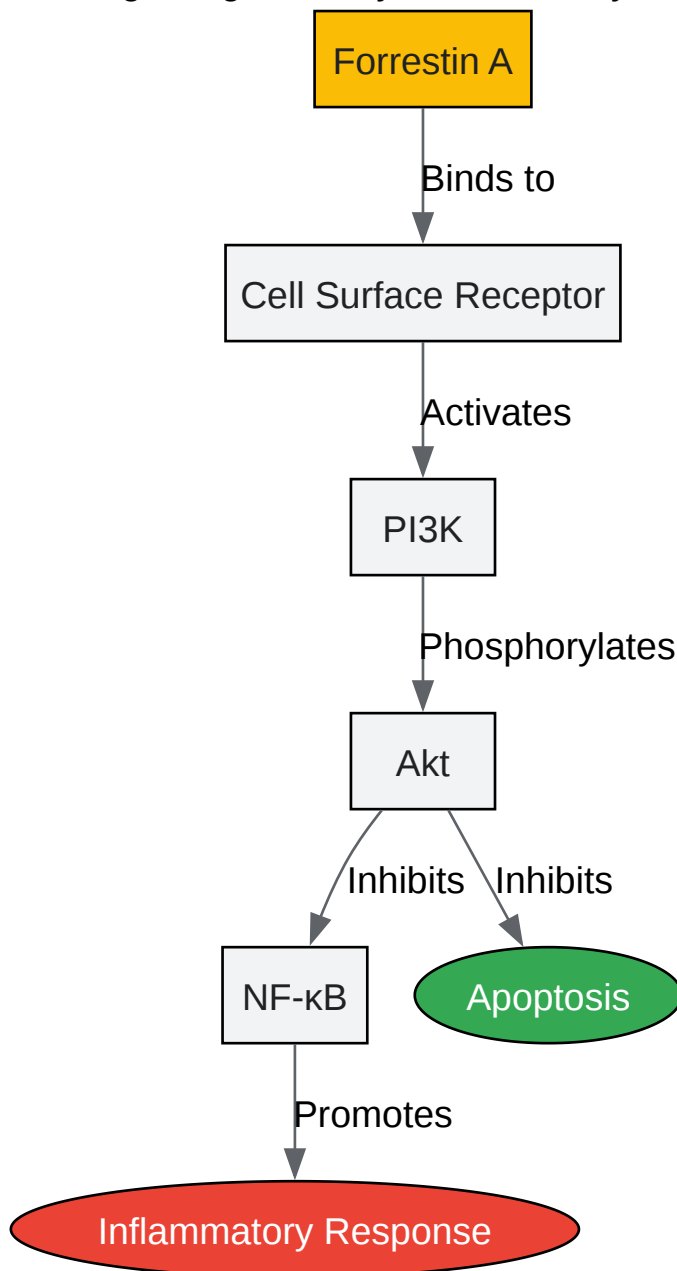 Forrestin A
Binds to
Cell Surface Receptor
Activates
PI3K
Phosphorylates
Akt
Inhibits Inhibits
NF-κB Apoptosis
Promotes
Inflammatory Response